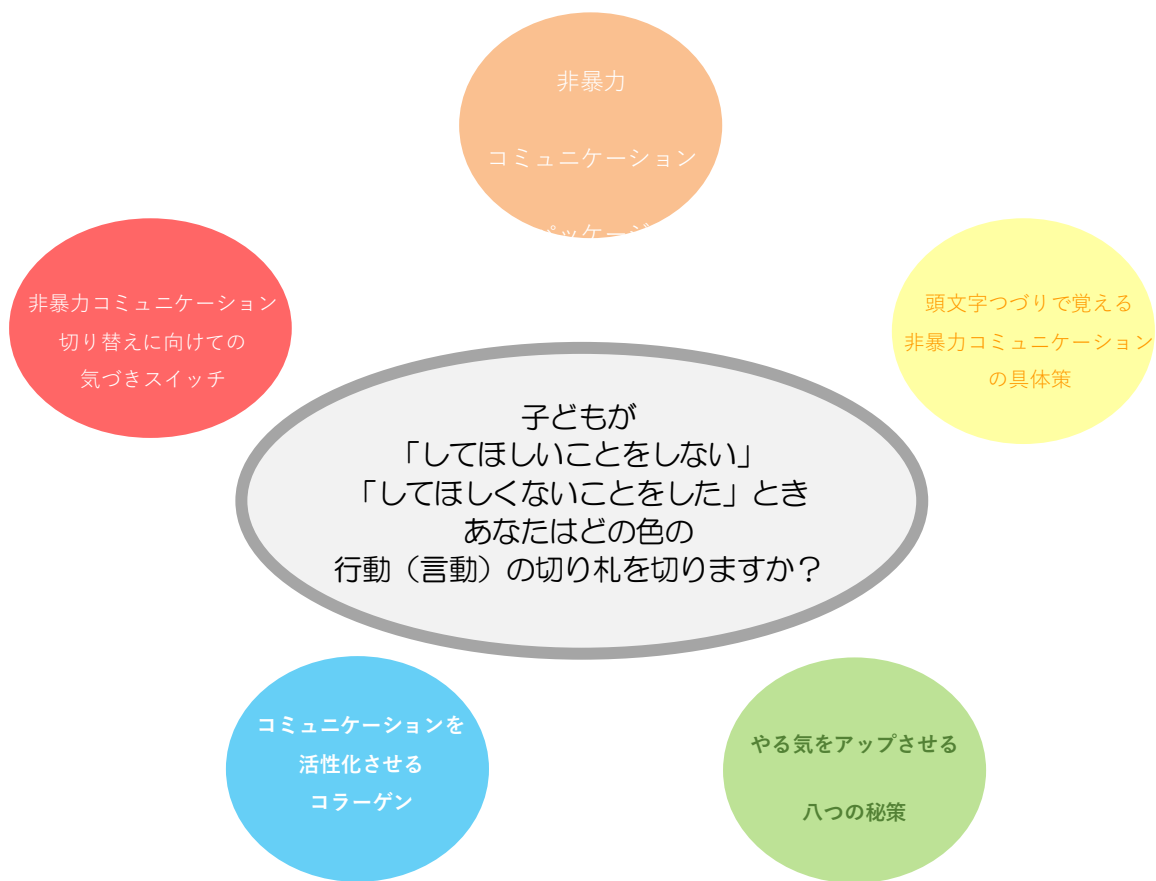 非暴力
コミュニケーション
パッケージ
非暴力コミュニケーション
切り替えに向けての
気づきスイッチ
頭文字つづりで覚える
非暴力コミュニケーション
の具体策
子どもが
「してほしいことをしない」
「してほしくないことをした」とき
あなたはどの色の
行動（言動）の切り札を切りますか？
コミュニケーションを
活性化させる
コラーゲン
やる気をアップさせる
八つの秘策